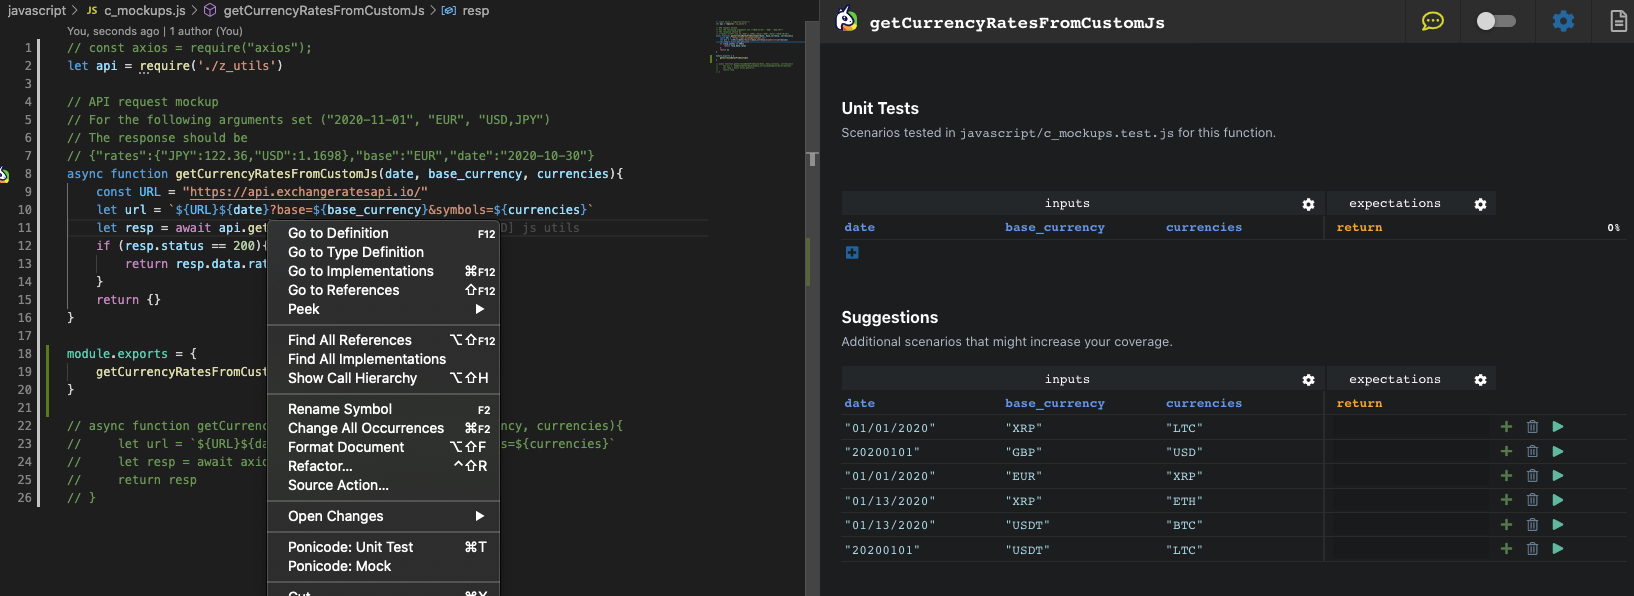 javascript > JS c_mockups.js > getCurrencyRatesFromCustomJs > resp
You, seconds ago | 1 author (You)
1 // const axios = require("axios");
2 let api = require('./z_utils')
3
4 // API request mockup
5 // For the following arguments set ("2020-11-01", "EUR", "USD,JPY")
6 // The response should be
7 // {"rates":{"JPY":122.36,"USD":1.1698},"base":"EUR","date":"2020-10-30"}
8 async function getCurrencyRatesFromCustomJs(date, base_currency, currencies){
9 const URL = "https://api.exchangeratesapi.io/"
10 let url = `${URL}${date}?base=${base_currency}&symbols=${currencies}`
11 let resp = await api.get D] js utils
12 if (resp.status == 200){
13 return resp.data.rat
14 }
15 return {}
16 }
17
18 module.exports = {
19 getCurrencyRatesFromCust
20 }
21
22 // async function getCurrenc ncy, currencies){
23 // let url = `${URL}${da s=${currencies}`
24 // let resp = await axio
25 // return resp
26 // }
Go to Definition F12
Go to Type Definition
Go to Implementations ⌘F12
Go to References ⇧F12
Peek ▶
Find All References ⌥⇧F12
Find All Implementations
Show Call Hierarchy ⌥⇧H
Rename Symbol F2
Change All Occurrences ⌘F2
Format Document ⌥⇧F
Refactor... ^⇧R
Source Action...
Open Changes ▶
Ponicode: Unit Test ⌘T
Ponicode: Mock
Cut ⌘X
getCurrencyRatesFromCustomJs
Unit Tests
Scenarios tested in javascript/c_mockups.test.js for this function.
inputs expectations
date base_currency currencies return 0%
Suggestions
Additional scenarios that might increase your coverage.
inputs expectations
date base_currency currencies return
"01/01/2020" "XRP" "LTC"
"20200101" "GBP" "USD"
"01/01/2020" "EUR" "XRP"
"01/13/2020" "XRP" "ETH"
"01/13/2020" "USDT" "BTC"
"20200101" "USDT" "LTC"